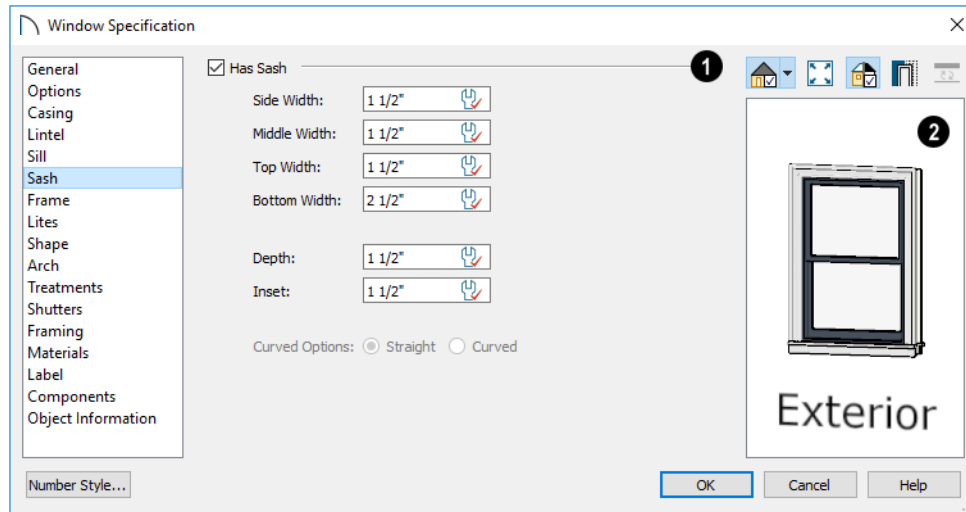 Window Specification
General
Options
Casing
Lintel
Sill
Sash
Frame
Lites
Shape
Arch
Treatments
Shutters
Framing
Materials
Label
Components
Object Information
Has Sash
1
Side Width: 1 1/2"
Middle Width: 1 1/2"
Top Width: 1 1/2"
Bottom Width: 2 1/2"
Depth: 1 1/2"
Inset: 1 1/2"
Curved Options: Straight Curved
2
Exterior
Number Style...
OK Cancel Help